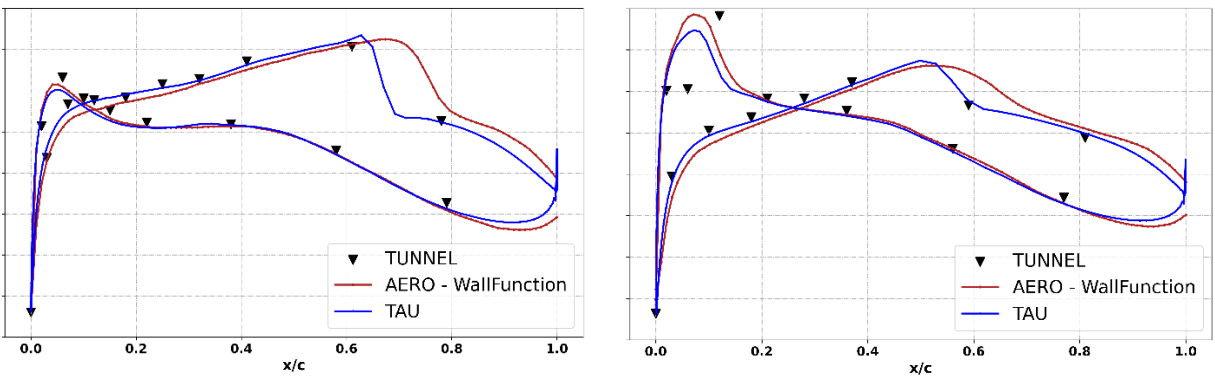 TUNNEL
AERO - WallFunction
TAU
0.0 0.2 0.4 0.6 0.8 1.0
x/c
TUNNEL
AERO - WallFunction
TAU
0.0 0.2 0.4 0.6 0.8 1.0
x/c